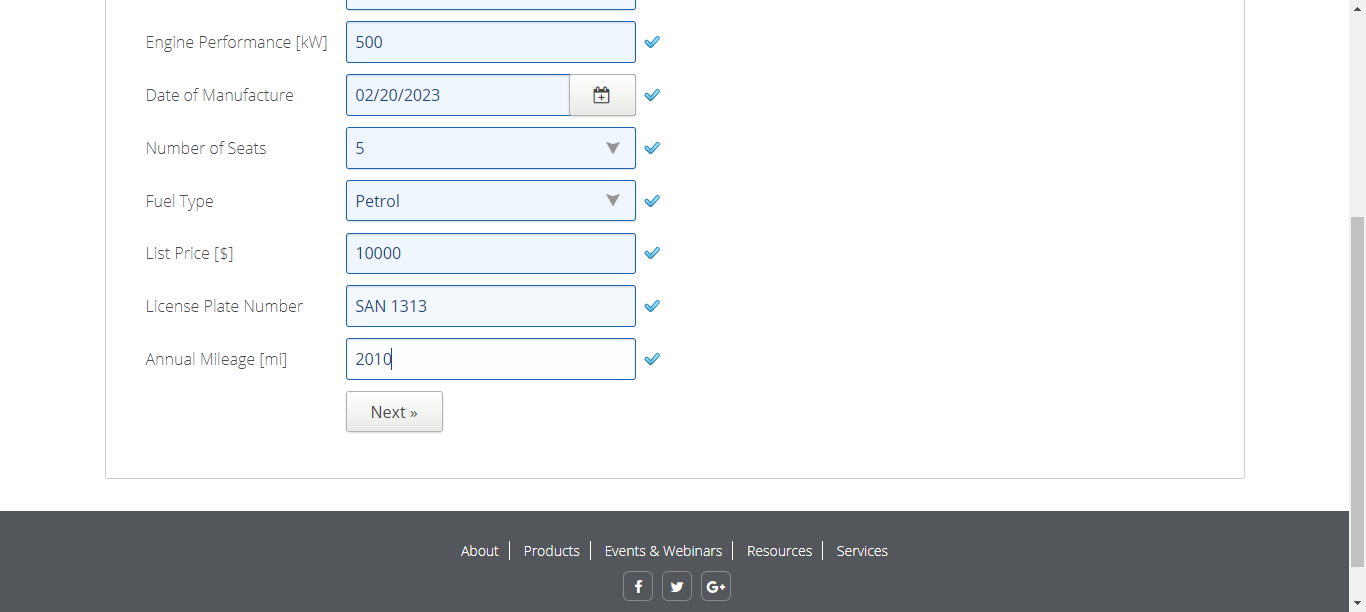 Engine Performance [kW] 500
Date of Manufacture 02/20/2023
Number of Seats 5
Fuel Type Petrol
List Price [$] 10000
License Plate Number SAN 1313
Annual Mileage [mi] 2010
Next »
About Products Events & Webinars Resources Services
f G+